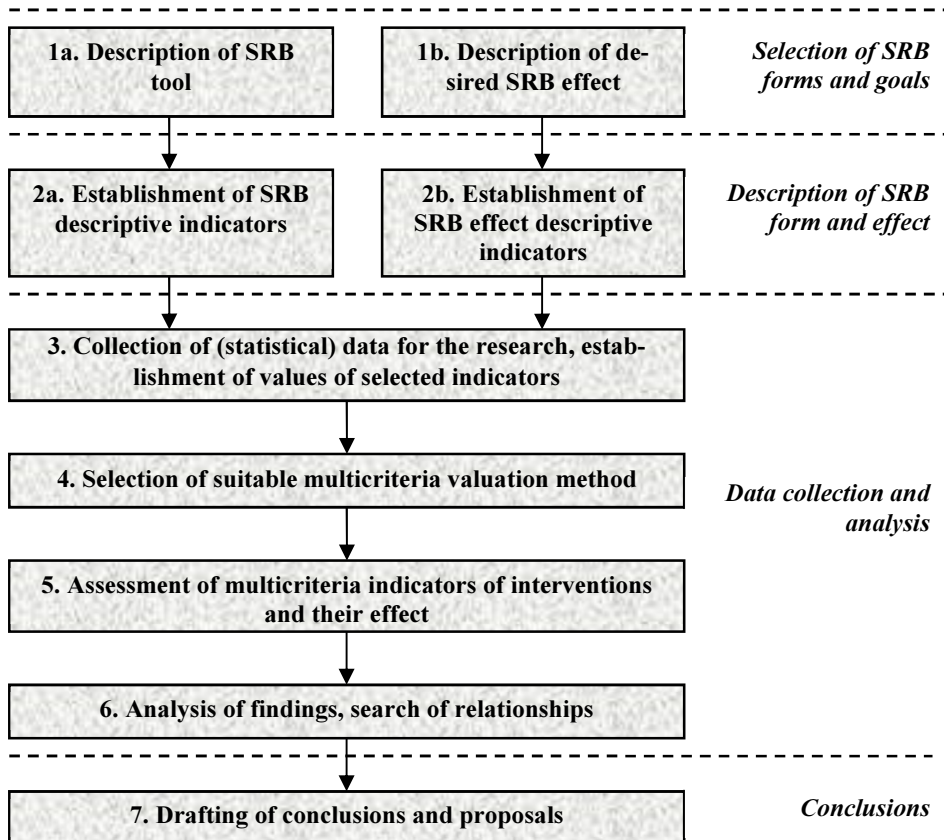 1a. Description of SRB
tool
1b. Description of de-
sired SRB effect
Selection of SRB
forms and goals
2a. Establishment of SRB
descriptive indicators
2b. Establishment of
SRB effect descriptive
indicators
Description of SRB
form and effect
3. Collection of (statistical) data for the research, estab-
lishment of values of selected indicators
4. Selection of suitable multicriteria valuation method
Data collection and
analysis
5. Assessment of multicriteria indicators of interventions
and their effect
6. Analysis of findings, search of relationships
7. Drafting of conclusions and proposals
Conclusions